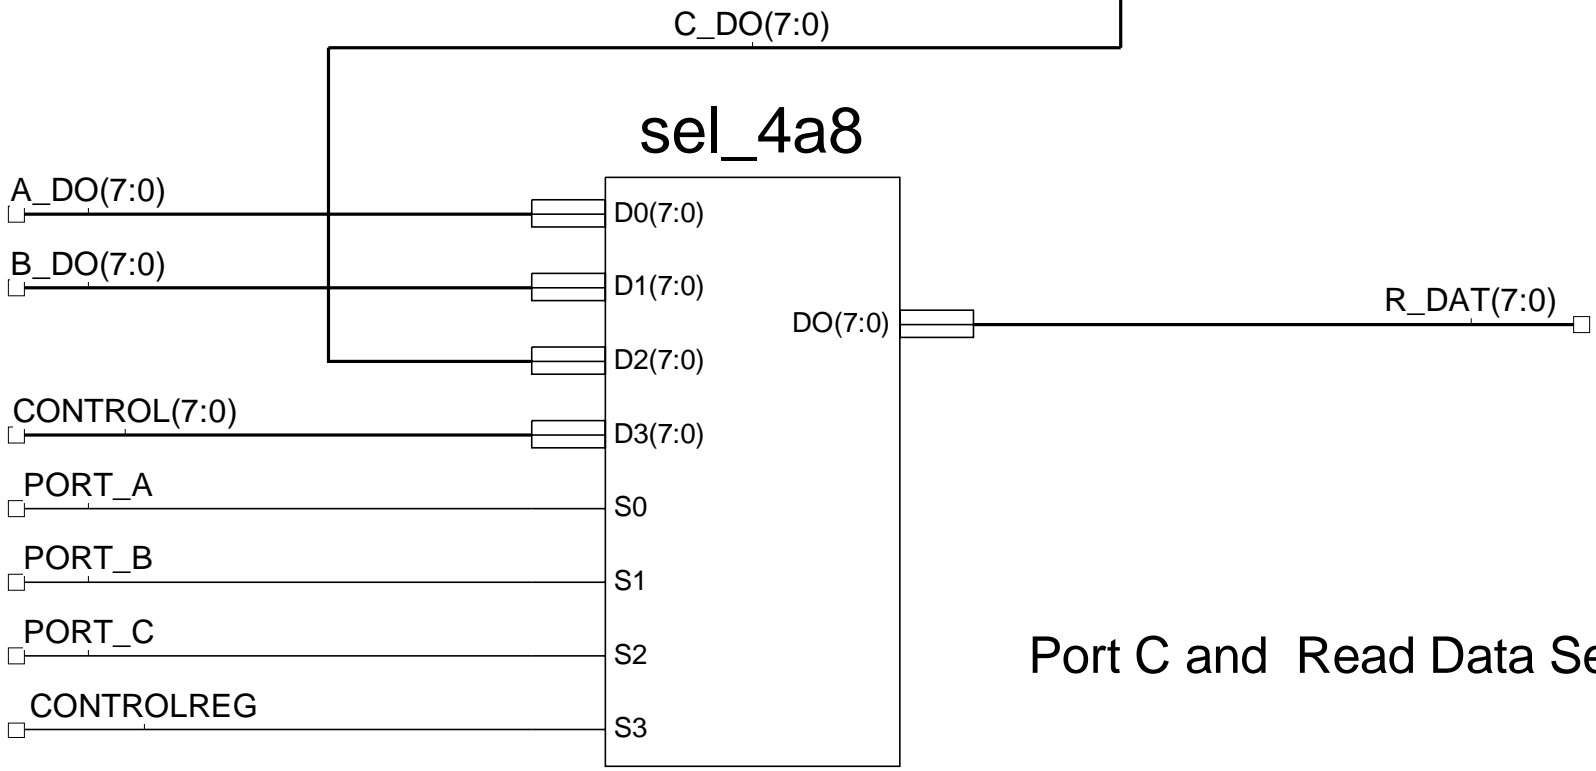 C_DO(7:0)
sel_4a8
A_DO(7:0)
D0(7:0)
B_DO(7:0)
D1(7:0)
R_DAT(7:0)
DO(7:0)
D2(7:0)
CONTROL(7:0)
D3(7:0)
PORT_A
S0
PORT_B
S1
PORT_C
S2
Port C and  Read Data Se
CONTROLREG
S3